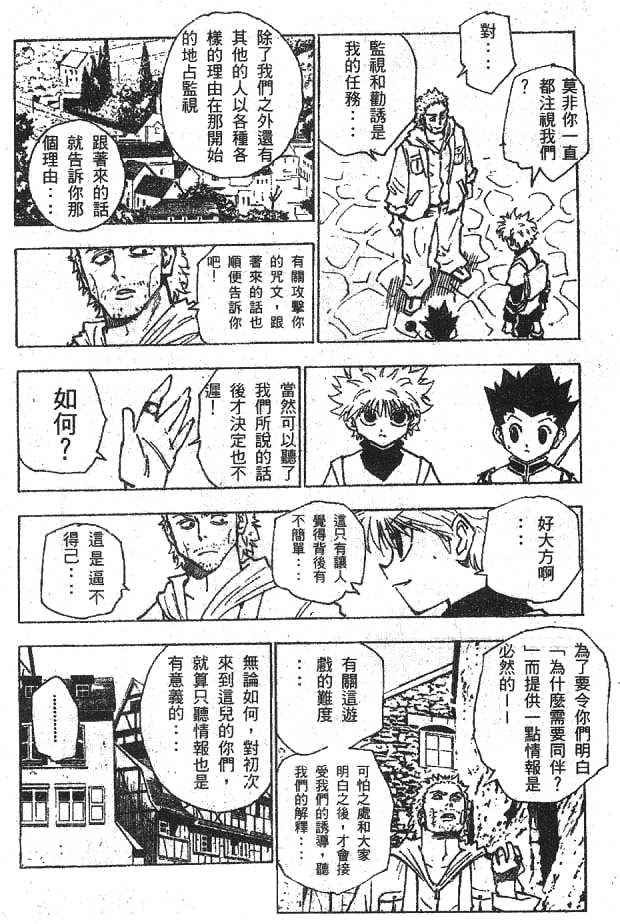 莫非你一直
都注視我們
?
對...
監視和勸誘是
我的任務...
除了我們之外還有
其他的人以各種各
樣的理由在那開始
的地占監視
跟著來的話
就告訴你那
個理由...
有關攻擊你
的咒文，跟
著來的話也
順便告訴你
吧！
當然可以聽了
我們所說的話
後才決定也不
遲！
如何？
好大方啊
...
這只有讓人
覺得背後有
不簡單...
這是逼不
得己...
為了要令你們明白
「為什麼需要同伴？
」而提供一點情報是
必然的──
有關這遊
戲的難度
...
可怕之處和大家
明白之後，才會接
受我們的誘導，聽
我們的解釋...
無論如何，對初次
來到這兒的你們，
就算只聽情報也是
有意義的...
............